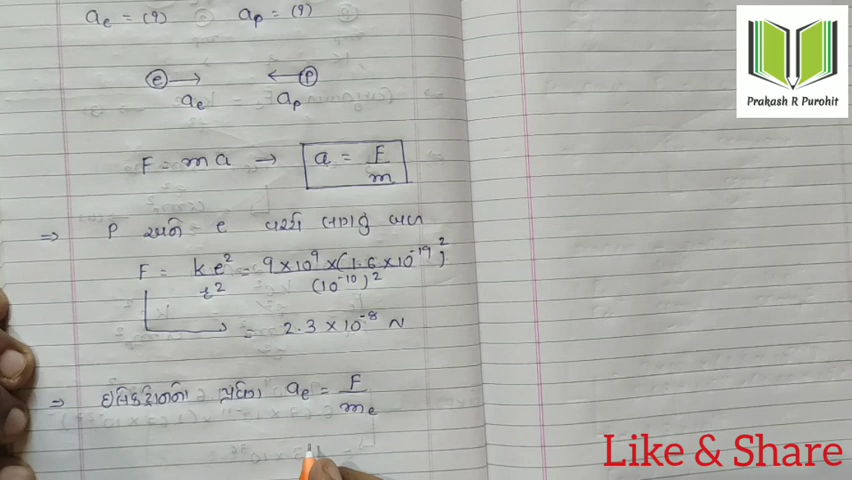 ae = (?) ap = (?)
e → ← p
ae ap
F = ma → a = F/m
⇒ P અને e વચ્ચે લાગતું બળ
F = ke²/r² = 9×10⁹×(1.6×10⁻¹⁹)²/(10⁻¹⁰)²
= 2.3×10⁻⁸ N
⇒ ઇલેક્ટ્રોનનો પ્રવેગ ae = F/me
Prakash R Purohit
Like & Share